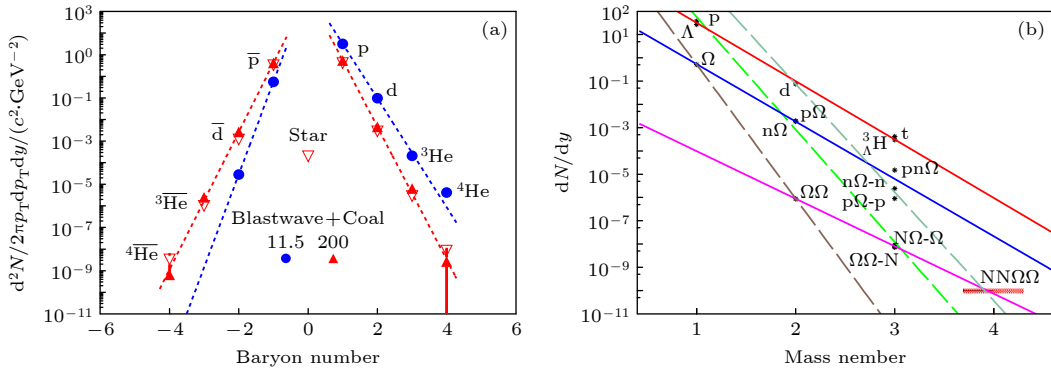 (a)
(b)
d²N/2πp_Tdp_Tdy/(c²·GeV⁻²)
10²
10⁰
10⁻¹
10⁻³
10⁻⁵
10⁻⁷
10⁻⁹
10⁻¹¹
p̅
p
d̅
d
Star
³H̅e̅
³He
⁴H̅e̅
⁴He
Blastwave+Coal
11.5 200
−6 −4 −2 0 2 4 6
Baryon number
dN/dy
10²
10⁰
10⁻¹
10⁻³
10⁻⁵
10⁻⁷
10⁻⁹
10⁻¹¹
p
Λ
Ω
d
pΩ
nΩ
t
³ΛH
pnΩ
nΩ-n
pΩ-p
ΩΩ
NΩ-Ω
ΩΩ-N
NNΩΩ
1 2 3 4
Mass nember